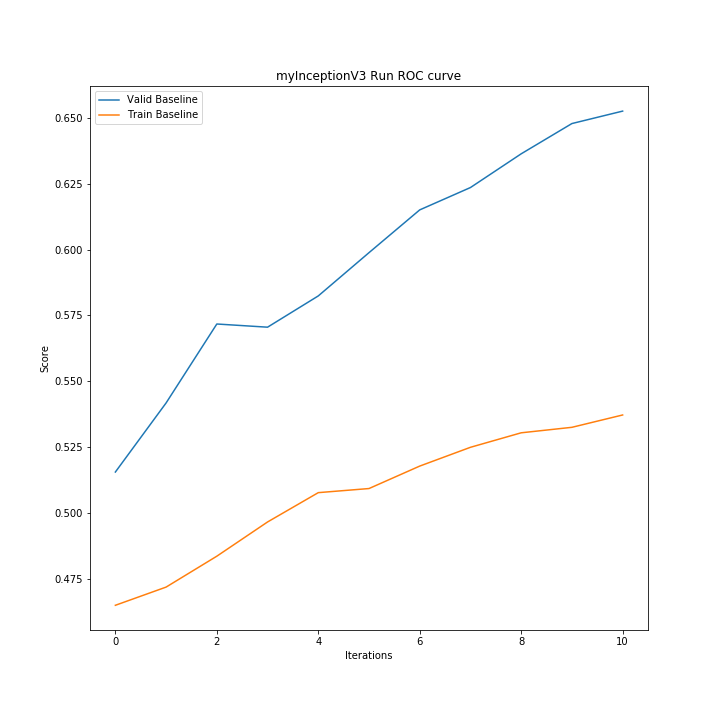 myInceptionV3 Run ROC curve
Valid Baseline
Train Baseline
0.650
0.625
0.600
0.575
0.550
0.525
0.500
0.475
Score
0 2 4 6 8 10
Iterations